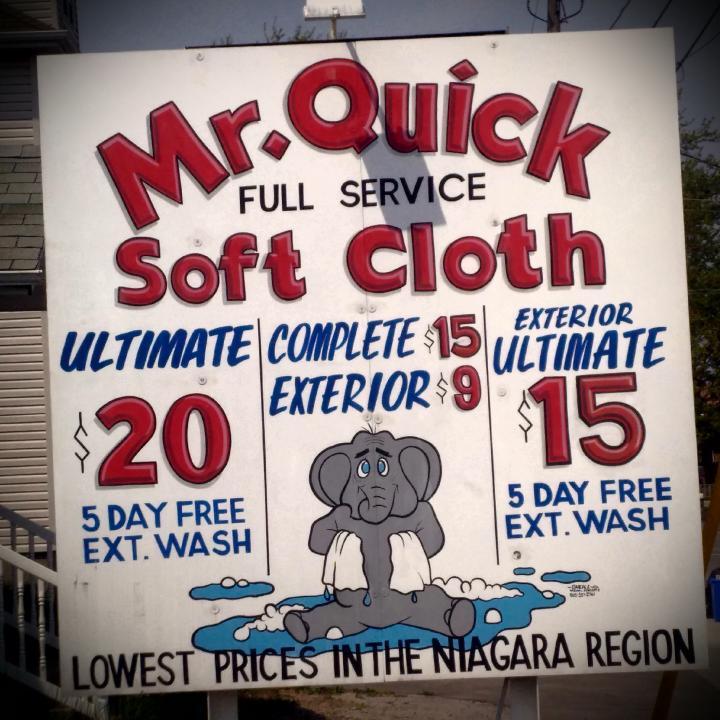 Mr. Quick
FULL SERVICE
Soft Cloth
ULTIMATE
$20
5 DAY FREE
EXT. WASH
COMPLETE $15
EXTERIOR $9
EXTERIOR
ULTIMATE
$15
5 DAY FREE
EXT. WASH
LOWEST PRICES IN THE NIAGARA REGION